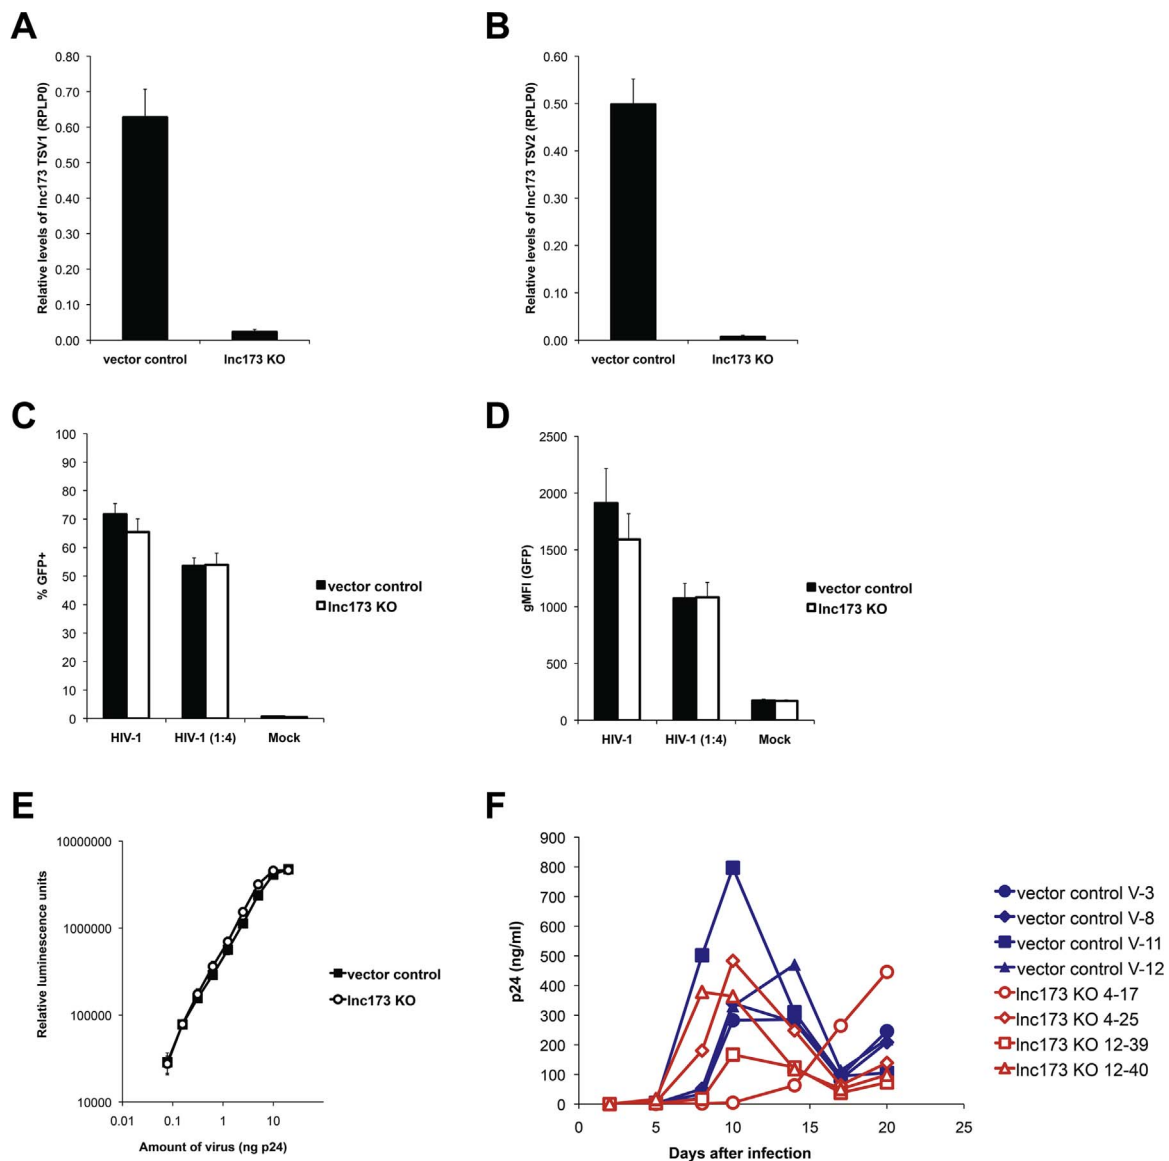 A
Relative levels of lnc173 TSV1 (RPLP0)
0.80
0.70
0.60
0.50
0.40
0.30
0.20
0.10
0.00
vector control
lnc173 KO
B
Relative levels of lnc173 TSV2 (RPLP0)
0.60
0.50
0.40
0.30
0.20
0.10
0.00
vector control
lnc173 KO
C
% GFP+
100
90
80
70
60
50
40
30
20
10
0
HIV-1
HIV-1 (1:4)
Mock
vector control
lnc173 KO
D
gMFI (GFP)
2500
2000
1500
1000
500
0
HIV-1
HIV-1 (1:4)
Mock
vector control
lnc173 KO
E
Relative luminescence units
10000000
1000000
100000
10000
0.01
0.1
1
10
100
Amount of virus (ng p24)
vector control
lnc173 KO
F
p24 (ng/ml)
900
800
700
600
500
400
300
200
100
0
0
5
10
15
20
25
Days after infection
vector control V-3
vector control V-8
vector control V-11
vector control V-12
lnc173 KO 4-17
lnc173 KO 4-25
lnc173 KO 12-39
lnc173 KO 12-40